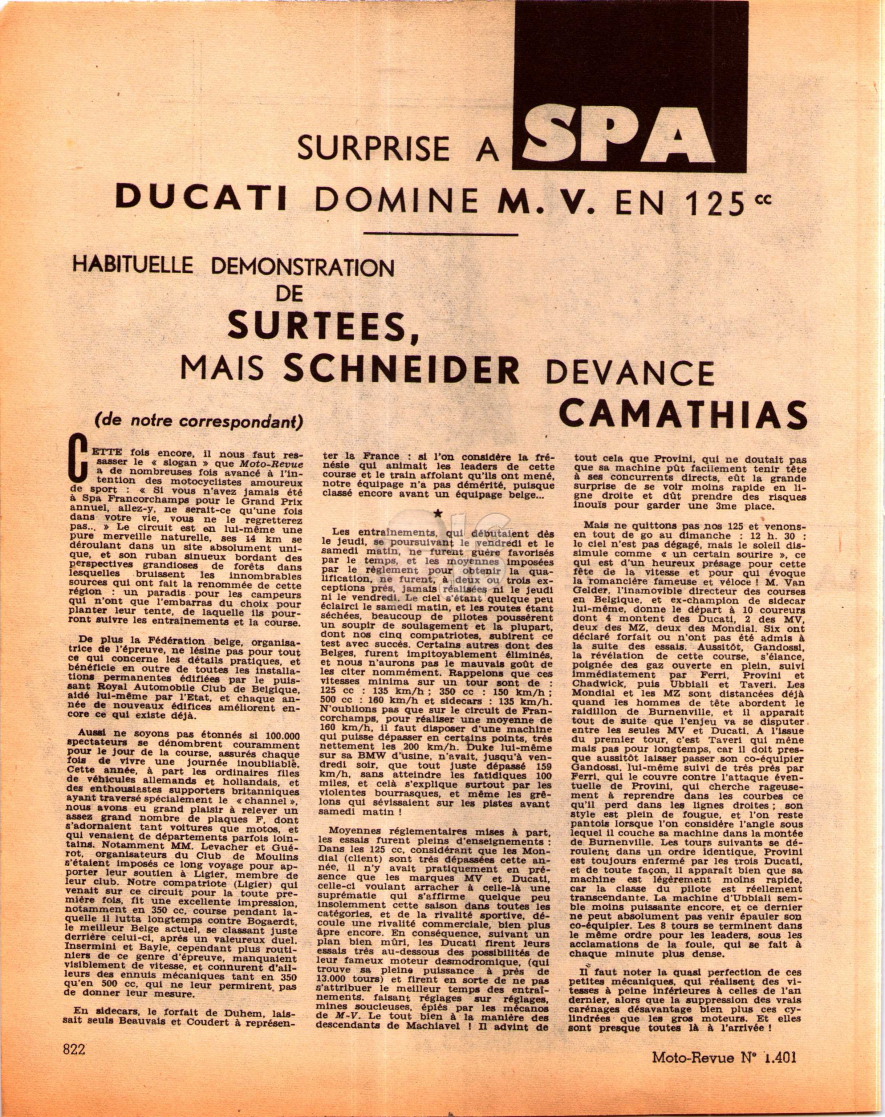 SURPRISE A SPA
DUCATI DOMINE M. V. EN 125 cc
HABITUELLE DEMONSTRATION
DE
SURTEES,
MAIS SCHNEIDER DEVANCE
CAMATHIAS
(de notre correspondant)
CETTE fois encore, il nous faut res-
sasser le « slogan » que Moto-Revue
a de nombreuses fois avancé à l'in-
tention des motocyclistes amoureux
de sport : « Si vous n'avez jamais été
à Spa Francorchamps pour le Grand Prix
annuel, allez-y, ne serait-ce qu'une fois
dans votre vie, vous ne le regretterez
pas... » Le circuit est en lui-même une
pure merveille naturelle, ses 14 km se
déroulant dans un site absolument uni-
que, et son ruban sinueux bordant des
perspectives grandioses de forêts dans
lesquelles bruissent les innombrables
sources qui ont fait la renommée de cette
région : un paradis pour les campeurs
qui n'ont que l'embarras du choix pour
planter leur tente, de laquelle ils pour-
ront suivre les entraînements et la course.
De plus la Fédération belge, organisa-
trice de l'épreuve, ne lésine pas pour tout
ce qui concerne les détails pratiques, et
bénéficie en outre de toutes les installa-
tions permanentes édifiées par le puis-
sant Royal Automobile Club de Belgique,
aidé lui-même par l'Etat, et chaque an-
née de nouveaux édifices améliorent en-
core ce qui existe déjà.
Aussi ne soyons pas étonnés si 100.000
spectateurs se dénombrent couramment
pour le jour de la course, assurés chaque
fois de vivre une journée inoubliable.
Cette année, à part les ordinaires files
de véhicules allemands et hollandais, et
des enthousiastes supporters britanniques
ayant traversé spécialement le « channel »,
nous avons eu grand plaisir à relever un
assez grand nombre de plaques F, dont
s'adornaient tant voitures que motos, et
qui venaient de départements parfois loin-
tains. Notamment MM. Levacher et Gué-
rot, organisateurs du Club de Moulins
s'étaient imposés ce long voyage pour ap-
porter leur soutien à Ligier, membre de
leur club. Notre compatriote (Ligier) qui
venait sur ce circuit pour la toute pre-
mière fois, fit une excellente impression,
notamment en 350 cc, course pendant la-
quelle il lutta longtemps contre Bogaerdt,
le meilleur Belge actuel, se classant juste
derrière celui-ci, après un valeureux duel.
Insermini et Bayle, cependant plus routi-
niers de ce genre d'épreuve, manquaient
visiblement de vitesse, et connurent d'ail-
leurs des ennuis mécaniques tant en 350
qu'en 500 cc, qui ne leur permirent, pas
de donner leur mesure.
En sidecars, le forfait de Duhem, lais-
sait seuls Beauvais et Coudert à représen-
ter la France : si l'on considère la fré-
nésie qui animait les leaders de cette
course et le train affolant qu'ils ont mené,
notre équipage n'a pas démérité, puisque
classé encore avant un équipage belge...
★
Les entraînements, qui débutaient dès
le jeudi, se poursuivant le vendredi et le
samedi matin, ne furent guère favorisés
par le temps, et les moyennes imposées
par le règlement pour obtenir la qua-
lification, ne furent, à deux ou trois ex-
ceptions près, jamais réalisées ni le jeudi
ni le vendredi. Le ciel s'étant quelque peu
éclairci le samedi matin, et les routes étant
séchées, beaucoup de pilotes poussèrent
un soupir de soulagement et la plupart,
dont nos cinq compatriotes, subirent ce
test avec succès. Certains autres dont des
Belges, furent impitoyablement éliminés,
et nous n'aurons pas le mauvais goût de
les citer nommément. Rappelons que ces
vitesses minima sur un tour sont de :
125 cc : 135 km/h ; 350 cc : 150 km/h ;
500 cc : 160 km/h et sidecars : 135 km/h.
N'oublions pas que sur le circuit de Fran-
corchamps, pour réaliser une moyenne de
160 km/h, il faut disposer d'une machine
qui puisse dépasser en certains points, très
nettement les 200 km/h. Duke lui-même
sur sa BMW d'usine, n'avait, jusqu'à ven-
dredi soir, que tout juste dépassé 159
km/h, sans atteindre les fatidiques 100
miles, et celà s'explique surtout par les
violentes bourrasques, et même les grê-
lons qui sévissaient sur les pistes avant
samedi matin !
Moyennes réglementaires mises à part,
les essais furent pleins d'enseignements :
Dans les 125 cc, considérant que les Mon-
dial (client) sont très dépassées cette an-
née, il n'y avait pratiquement en pré-
sence que les marques MV et Ducati,
celle-ci voulant arracher à celle-là une
suprématie qui s'affirme quelque peu
insolemment cette saison dans toutes les
catégories, et de la rivalité sportive, dé-
coule une rivalité commerciale, bien plus
âpre encore. En conséquence, suivant un
plan bien mûri, les Ducati firent leurs
essais très au-dessous des possibilités de
leur fameux moteur desmodromique, (qui
trouve sa pleine puissance à près de
13.000 tours) et firent en sorte de ne pas
s'attribuer le meilleur temps des entraî-
nements. faisant réglages sur réglages,
mines soucieuses, épiés par les mécanos
de M-V. Le tout bien à la manière des
descendants de Machiavel ! Il advint de
tout cela que Provini, qui ne doutait pas
que sa machine pût facilement tenir tête
à ses concurrents directs, eût la grande
surprise de se voir moins rapide en li-
gne droite et dût prendre des risques
inouïs pour garder une 3me place.
Mais ne quittons pas nos 125 et venons-
en tout de go au dimanche : 12 h. 30 :
lo ciel n'est pas dégagé, mais le soleil dis-
simule comme « un certain sourire », ce
qui est d'un heureux présage pour cette
fête de la vitesse et pour qui évoque
la romancière fameuse et véloce ! M. Van
Gelder, l'inamovible directeur des courses
en Belgique, et ex-champion de sidecar
lui-même, donne le départ à 10 coureurs
dont 4 montent des Ducati, 2 des MV,
deux des MZ, deux des Mondial. Six ont
déclaré forfait ou n'ont pas été admis à
la suite des essais. Aussitôt, Gandossi,
la révélation de cette course, s'élance,
poignée des gaz ouverte en plein, suivi
immédiatement par Ferri, Provini et
Chadwick, puis Ubbiali et Taveri. Les
Mondial et les MZ sont distancées déjà
quand les hommes de tête abordent le
raidillon de Burnenville, et il apparaît
tout de suite que l'enjeu va se disputer
entre les seules MV et Ducati. A l'issue
du premier tour, c'est Taveri qui mène
mais pas pour longtemps, car il doit pres-
que aussitôt laisser passer son co-équipier
Gandossi, lui-même suivi de très près par
Ferri, qui le couvre contre l'attaque éven-
tuelle de Provini, qui cherche rageuse-
ment à reprendre dans les courbes ce
qu'il perd dans les lignes droites ; son
style est plein de fougue, et l'on reste
pantois lorsque l'on considère l'angle sous
lequel il couche sa machine dans la montée
de Burnenville. Les tours suivants se dé-
roulent dans un ordre identique, Provini
est toujours enfermé par les trois Ducati,
et de toute façon, il apparaît bien que sa
machine est légèrement moins rapide,
car la classe du pilote est réellement
transcendante. La machine d'Ubbiali sem-
ble moins puissante encore, et ce dernier
ne peut absolument pas venir épauler son
co-équipier. Les 8 tours se terminent dans
le même ordre pour les leaders, sous les
acclamations de la foule, qui se fait à
chaque minute plus dense.
Il faut noter la quasi perfection de ces
petites mécaniques, qui réalisent des vi-
tesses à peine inférieures à celles de l'an
dernier, alors que la suppression des vrais
carénages désavantage bien plus ces cy-
lindrées que les gros moteurs. Et elles
sont presque toutes là à l'arrivée !
822
Moto-Revue N° 1.401